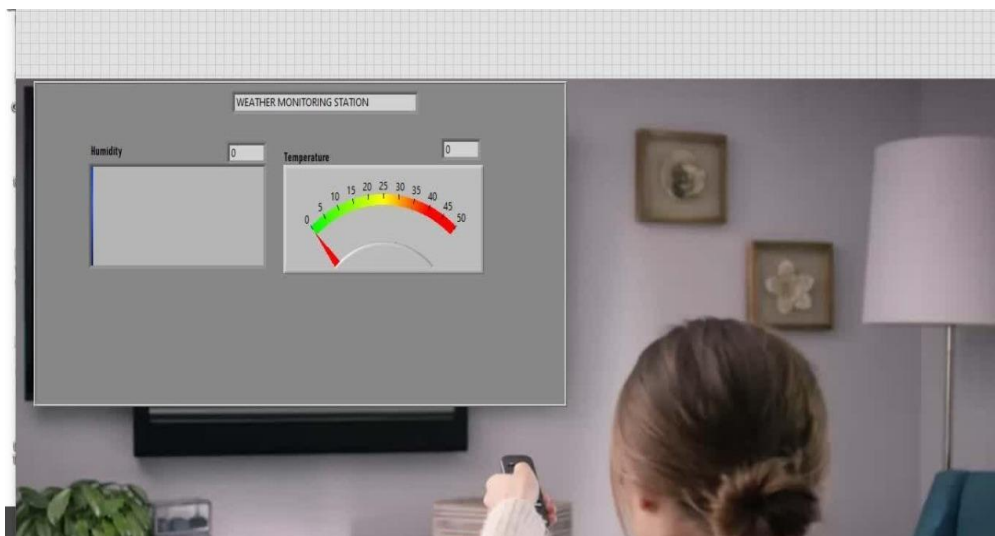 WEATHER MONITORING STATION
Humidity
0
Temperature
0
0 5 10 15 20 25 30 35 40 45 50